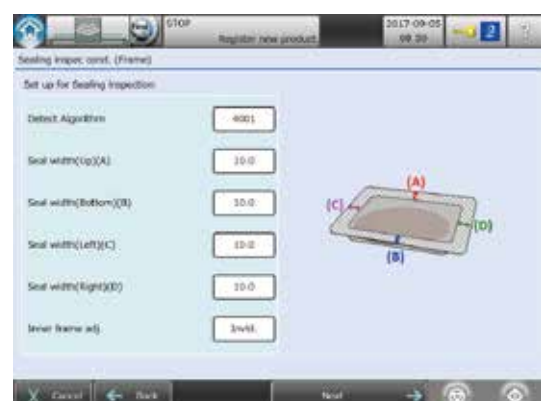 STOP
Register new product
2017-09-05
09:30
2
Sealing inspec. cond. (Frame)
Set up for Sealing inspection
Detect Algorithm
4001
Seal width(Up)(A)
10.0
Seal width(Bottom)(B)
10.0
Seal width(Left)(C)
10.0
Seal width(Right)(D)
10.0
Inner frame adj.
Invld.
(A)
(C)
(D)
(B)
Cancel
Back
Next